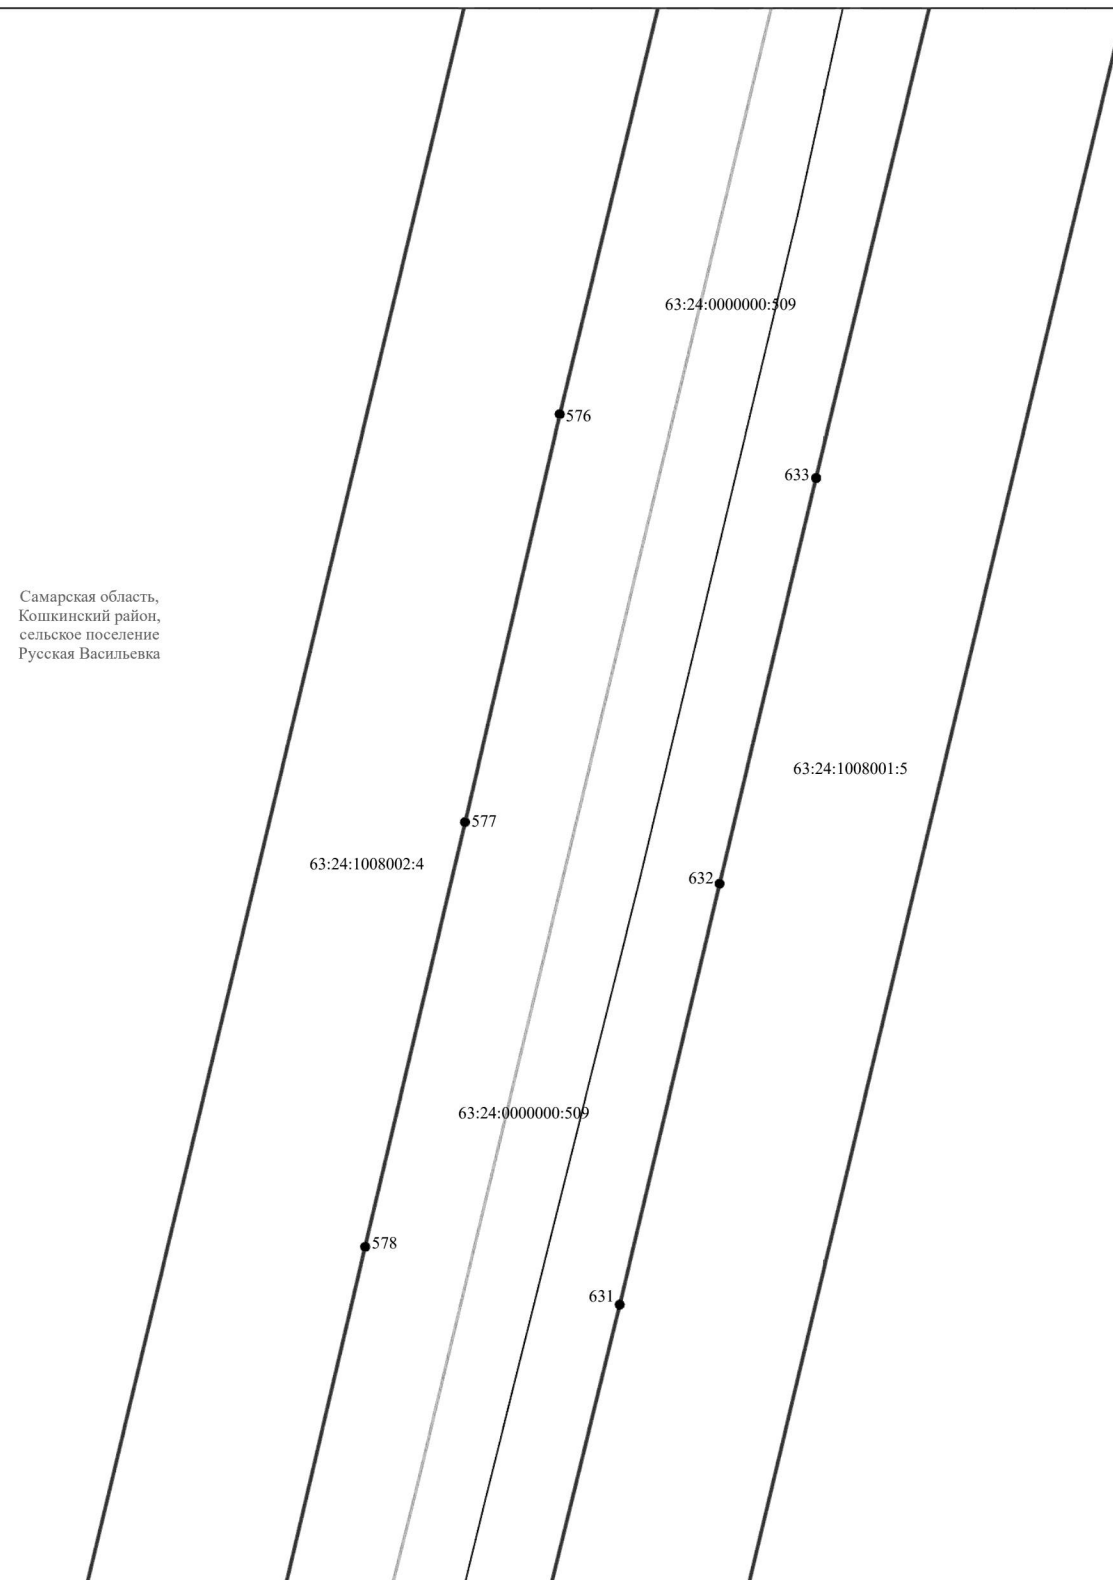 63:24:0000000:509
576
633
Самарская область,
Кошкинский район,
сельское поселение
Русская Васильевка
63:24:1008001:5
577
63:24:1008002:4
632
63:24:0000000:509
578
631